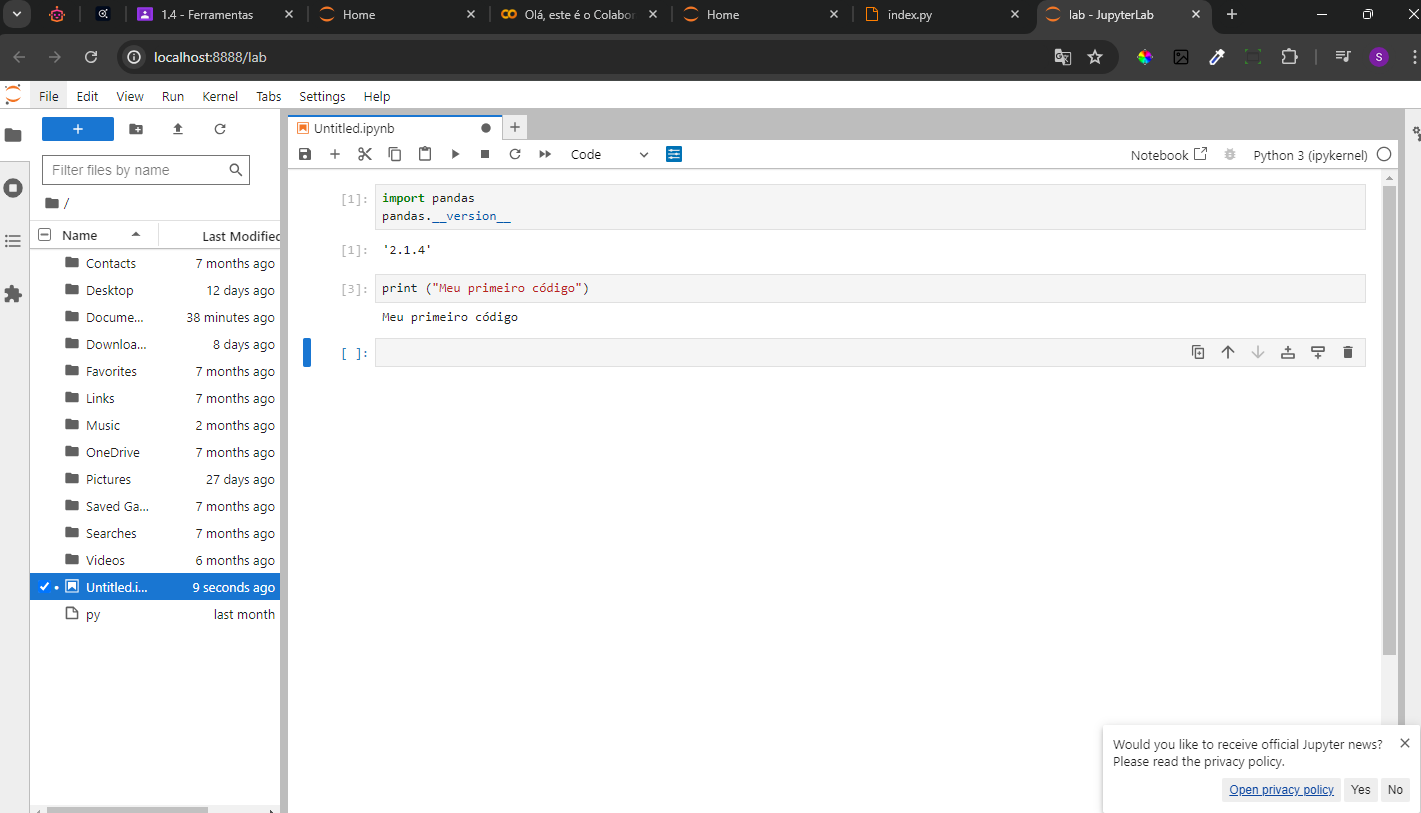 1.4 - Ferramentas
Home
Olá, este é o Colabor
Home
index.py
lab - JupyterLab
localhost:8888/lab
S
File Edit View Run Kernel Tabs Settings Help
Untitled.ipynb
Code
Notebook
Python 3 (ipykernel)
Filter files by name
/
Name Last Modified
Contacts 7 months ago
Desktop 12 days ago
Docume... 38 minutes ago
Downloa... 8 days ago
Favorites 7 months ago
Links 7 months ago
Music 2 months ago
OneDrive 7 months ago
Pictures 27 days ago
Saved Ga... 7 months ago
Searches 7 months ago
Videos 6 months ago
Untitled.i... 9 seconds ago
py last month
[1]: import pandas
pandas.__version__
[1]: '2.1.4'
[3]: print ("Meu primeiro código")
Meu primeiro código
[ ]:
Would you like to receive official Jupyter news?
Please read the privacy policy.
Open privacy policy Yes No